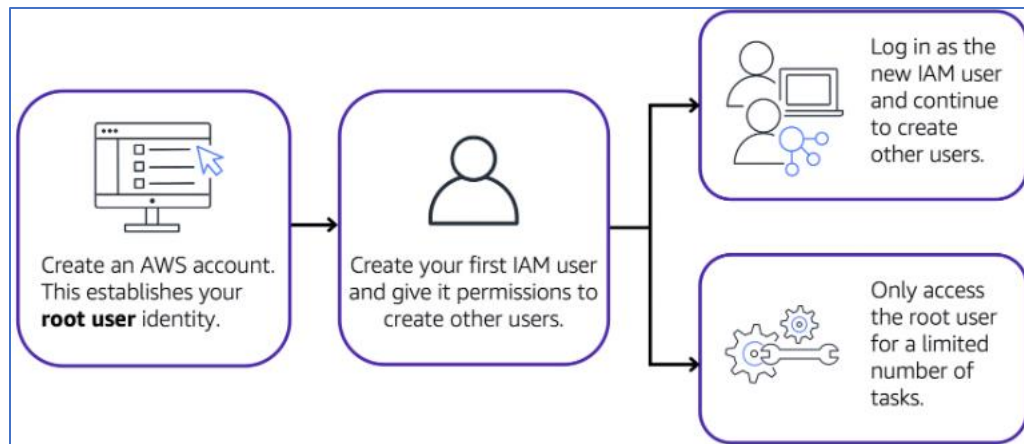 Create an AWS account.
This establishes your
root user identity.
Create your first IAM user
and give it permissions to
create other users.
Log in as the
new IAM user
and continue
to create
other users.
Only access
the root user
for a limited
number of
tasks.